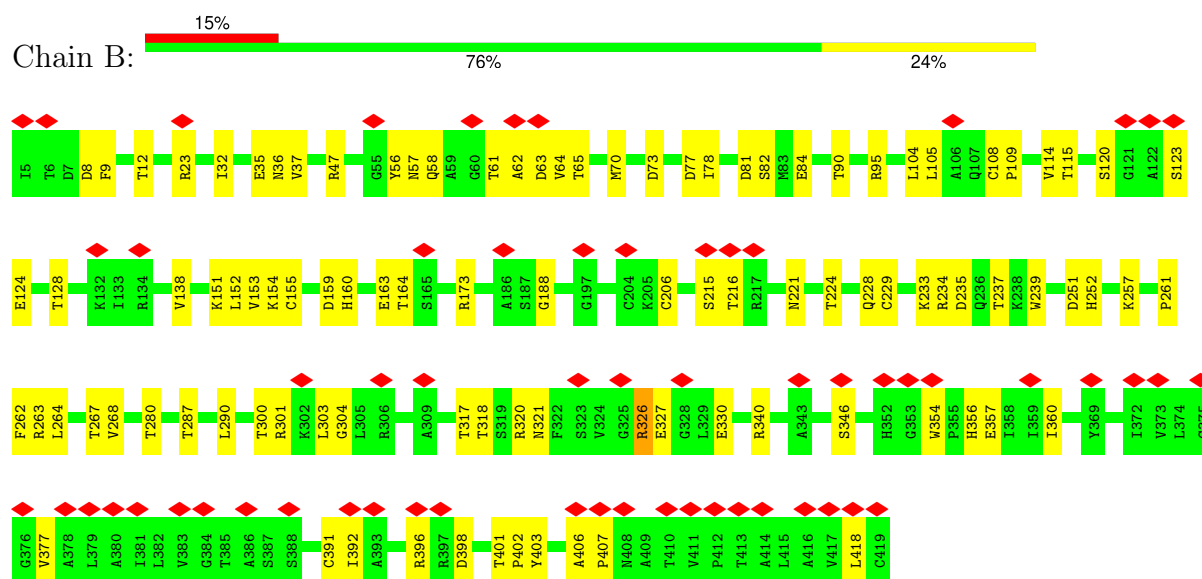 15%
Chain B:
76% 24%
I5 T6 D7 D8 F9 T12 R23 I32 E35 N36 V37 R47 G55 Y56 N57 Q58 A59 G60 T61 A62 D63 V64 T65 M70 D73 D77 I78 D81 S82 M83 E84 T90 R95 L104 L105 A106 Q107 C108 P109 V114 T115 S120 G121 A122 S123
E124 T128 K132 I133 R134 V138 K151 L152 V153 K154 C155 D159 H160 E163 T164 S165 R173 A186 S187 G188 G197 C204 K205 C206 S215 T216 R217 N221 T224 Q228 C229 K233 R234 D235 Q236 T237 K238 W239 D251 H252 K257 P261
F262 R263 L264 T267 V268 T280 T287 L290 T300 R301 K302 L303 G304 L305 R306 A309 T317 T318 S319 R320 N321 F322 S323 V324 G325 R326 E327 G328 L329 E330 R340 A343 S346 H352 G353 W354 P355 H356 E357 I358 I359 I360 Y369 I372 V373 L374
G376 V377 A378 L379 A380 I381 L382 V383 G384 T385 A386 S387 S388 C391 I392 A393 R396 R397 D398 T401 P402 Y403 A406 P407 N408 A409 T410 V411 P412 T413 A414 L415 A416 V417 L418 C419